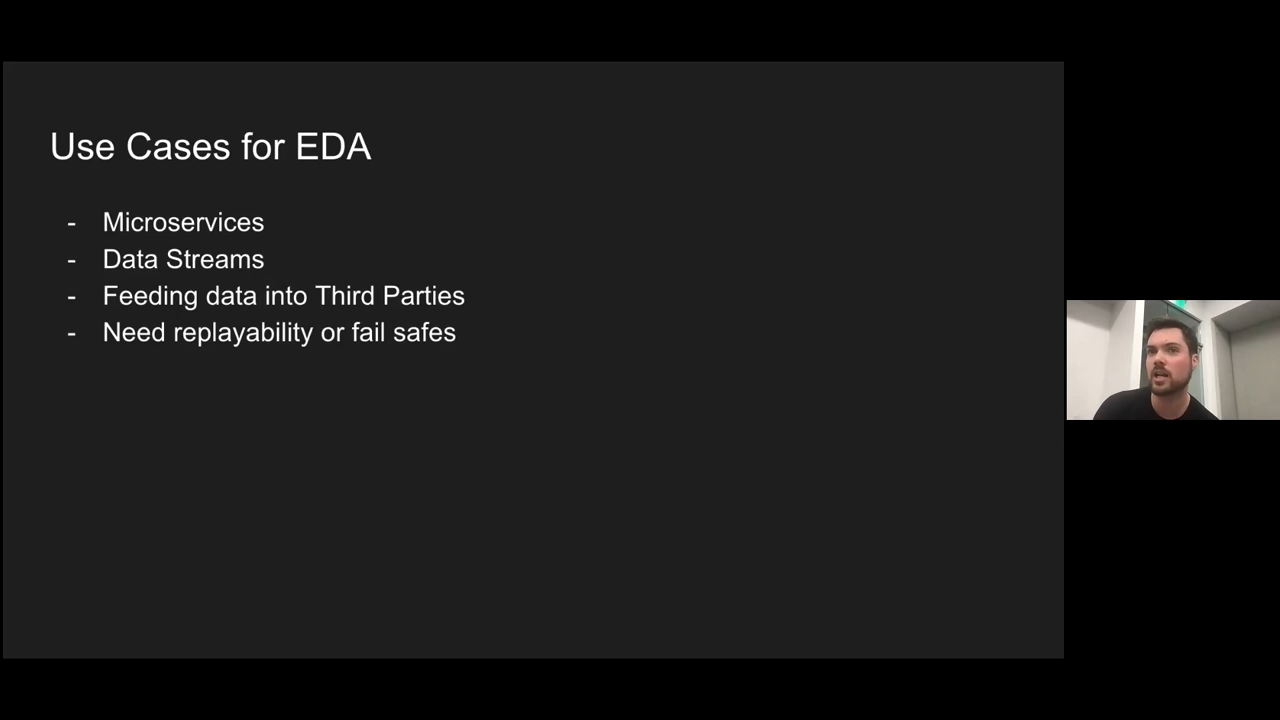 Use Cases for EDA
- Microservices
- Data Streams
- Feeding data into Third Parties
- Need replayability or fail safes